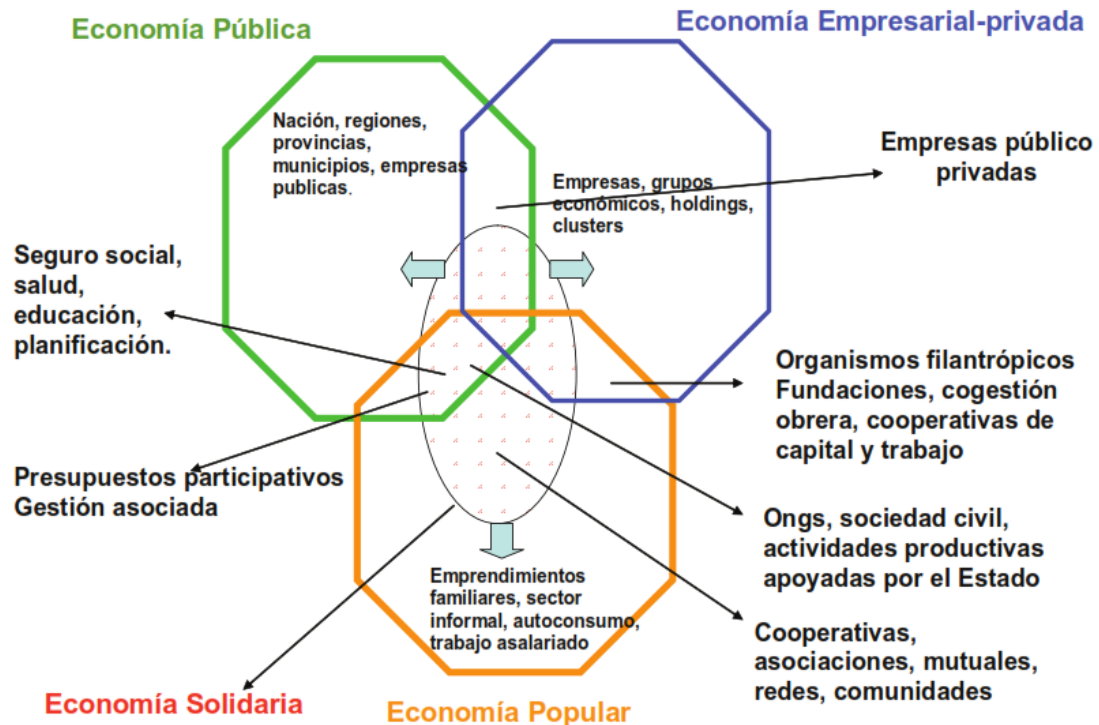 Economía Pública
Economía Empresarial-privada
Nación, regiones,
provincias,
municipios, empresas
publicas.
Empresas público
privadas
Empresas, grupos
económicos, holdings,
clusters
Seguro social,
salud,
educación,
planificación.
Organismos filantrópicos
Fundaciones, cogestión
obrera, cooperativas de
capital y trabajo
Presupuestos participativos
Gestión asociada
Ongs, sociedad civil,
actividades productivas
apoyadas por el Estado
Emprendimientos
familiares, sector
informal, autoconsumo,
trabajo asalariado
Cooperativas,
asociaciones, mutuales,
redes, comunidades
Economía Solidaria
Economía Popular